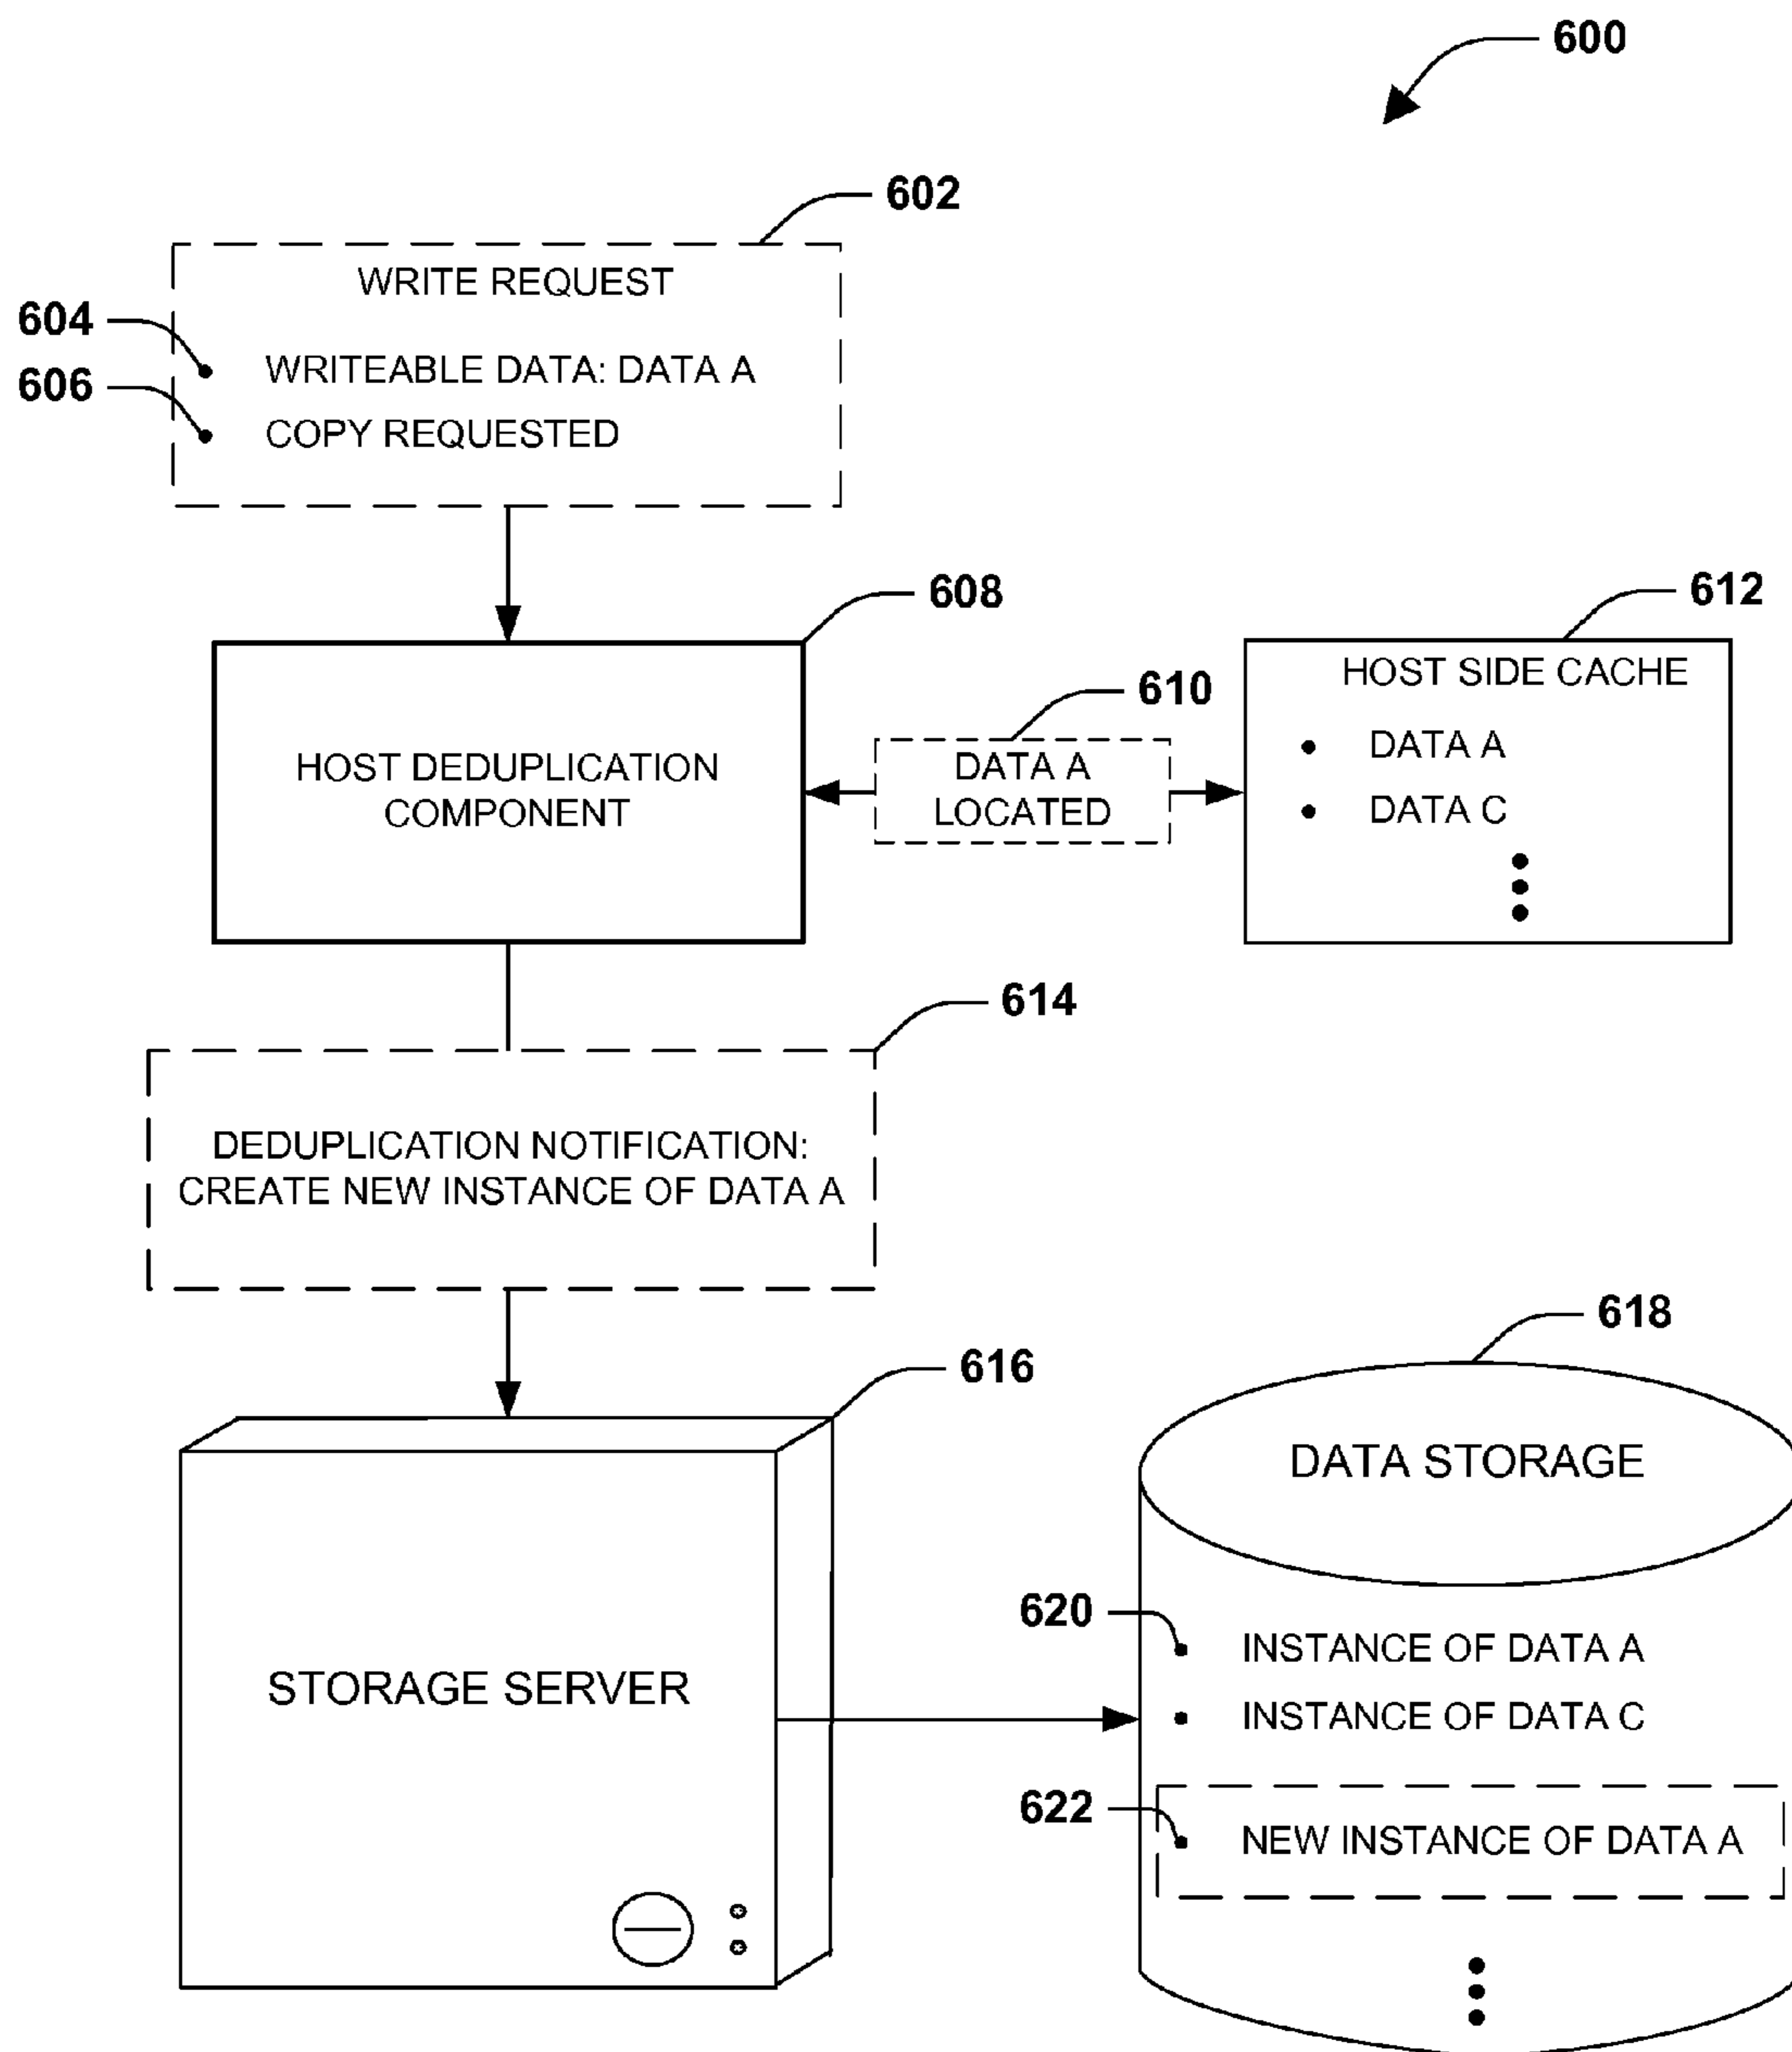 600
602
WRITE REQUEST
604
WRITEABLE DATA: DATA A
606
COPY REQUESTED
608
612
HOST SIDE CACHE
610
DATA A
LOCATED
HOST DEDUPLICATION
COMPONENT
DATA A
DATA C
614
DEDUPLICATION NOTIFICATION:
CREATE NEW INSTANCE OF DATA A
618
616
DATA STORAGE
620
INSTANCE OF DATA A
STORAGE SERVER
INSTANCE OF DATA C
622
NEW INSTANCE OF DATA A